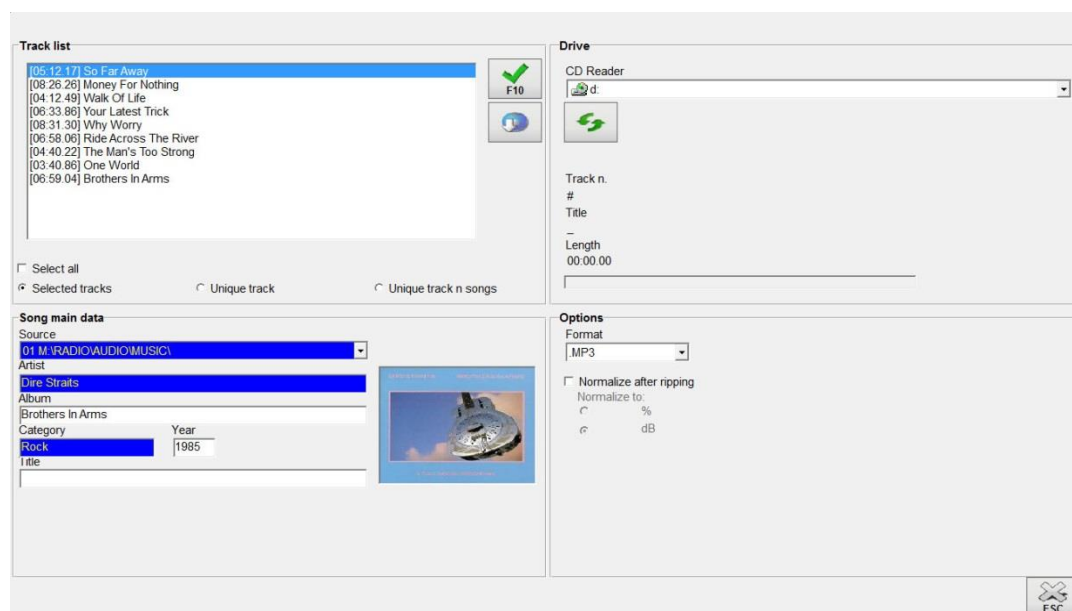 Track list
[05:12.17] So Far Away
[08:26.26] Money For Nothing
[04:12.49] Walk Of Life
[06:33.86] Your Latest Trick
[08:31.30] Why Worry
[06:58.06] Ride Across The River
[04:40.22] The Man's Too Strong
[03:40.86] One World
[06:59.04] Brothers In Arms
F10
Select all
Selected tracks Unique track Unique track n songs
Drive
CD Reader
d:
Track n.
#
Title
_
Length
00:00.00
Song main data
Source
01 M:\RADIO\AUDIO\MUSIC\
Artist
Dire Straits
Album
Brothers In Arms
Category Year
Rock 1985
Title
Options
Format
.MP3
Normalize after ripping
Normalize to:
%
dB
ESC